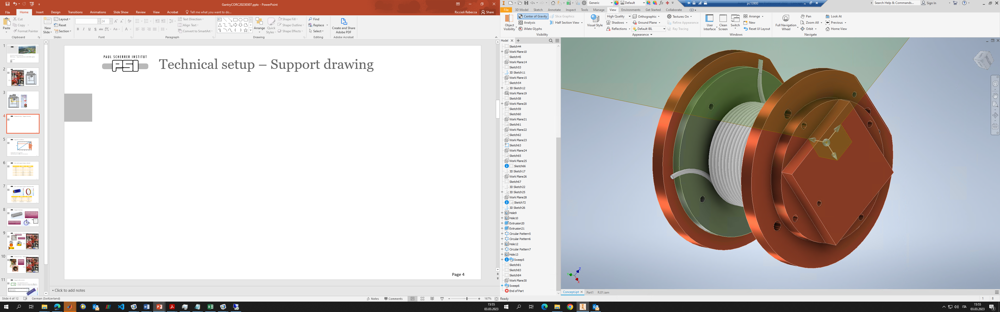 GantryCORC20230307.pptx - PowerPoint
File
Home
Insert
Design
Transitions
Animations
Slide Show
Review
View
Acrobat
Tell me what you want to do...
Riccioli Rebecca
Share
Paste
Cut
Copy
Format Painter
Clipboard
New
Slide
Layout
Reset
Section
Slides
24
Font
Text Direction
Align Text
Convert to SmartArt
Paragraph
Arrange
Quick
Styles
Shape Fill
Shape Outline
Shape Effects
Drawing
Find
Replace
Select
Editing
Create and Share
Adobe PDF
Adobe Acrobat
1
2
3
4
5
6
7
8
9
10
11
PAUL SCHERRER INSTITUT
PSI
Technical setup – Support drawing
Page 4
• Click to add notes
Slide 4 of 12
German (Switzerland)
Notes
Comments
167%
15:55
03.03.2023
Generic
Default
pc13900
Search Help & Commands...
Sign In
File
3D Model
Sketch
Annotate
Inspect
Tools
Manage
View
Environments
Get Started
Collaborate
Object
Visibility
Center of Gravity
Analysis
iMate Glyphs
Slice Graphics
Half Section View
Visibility
Visual Style
High Quality
Shadows
Reflections
Orthographic
Ground Plane
Default IBL
Textures On
Refine Appearance
Ray Tracing
Appearance
User
Interface
Clean
Screen
Switch
Arrange
New
Reset UI Layout
Windows
Full Navigation
Wheel
Pan
Zoom All
Orbit
Look At
Previous
Home View
Navigate
Model
Sketch44
Work Plane10
Sketch45
Work Plane14
Sketch53
3D Sketch11
Work Plane15
Sketch54
3D Sketch12
Work Plane19
Sketch58
Work Plane20
Sketch59
Sketch60
Work Plane21
Sketch61
Work Plane22
Sketch62
Work Plane23
Sketch63
Work Plane24
Sketch65
Work Plane25
Sketch66
3D Sketch17
Work Plane26
Sketch67
3D Sketch22
3D Sketch25
Work Plane28
Sketch72
3D Sketch26
Hole9
Hole10
Extrusion20
Extrusion21
Circular Pattern5
Circular Pattern6
Hole12
Circular Pattern7
Hole13
Sweep5
Sketch81
Sketch83
Sketch84
Work Plane30
Sweep6
End of Part
Z
X
Concept.ipt
Part1
R.01.iam
Ready
1
8
ITA
15:55
03.03.2023